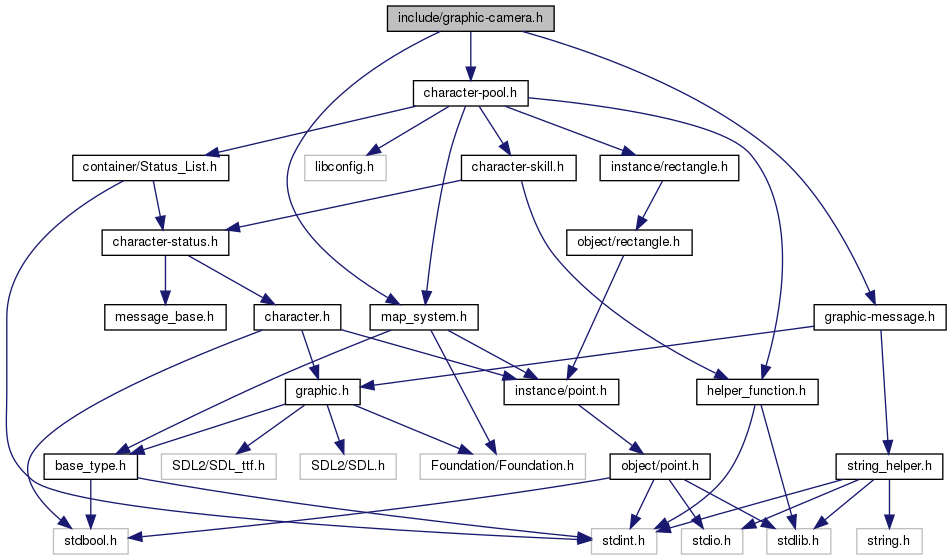 include/graphic-camera.h
character-pool.h
container/Status_List.h
libconfig.h
character-skill.h
instance/rectangle.h
character-status.h
object/rectangle.h
message_base.h
character.h
map_system.h
graphic-message.h
graphic.h
instance/point.h
helper_function.h
base_type.h
SDL2/SDL_ttf.h
SDL2/SDL.h
Foundation/Foundation.h
object/point.h
string_helper.h
stdbool.h
stdint.h
stdio.h
stdlib.h
string.h